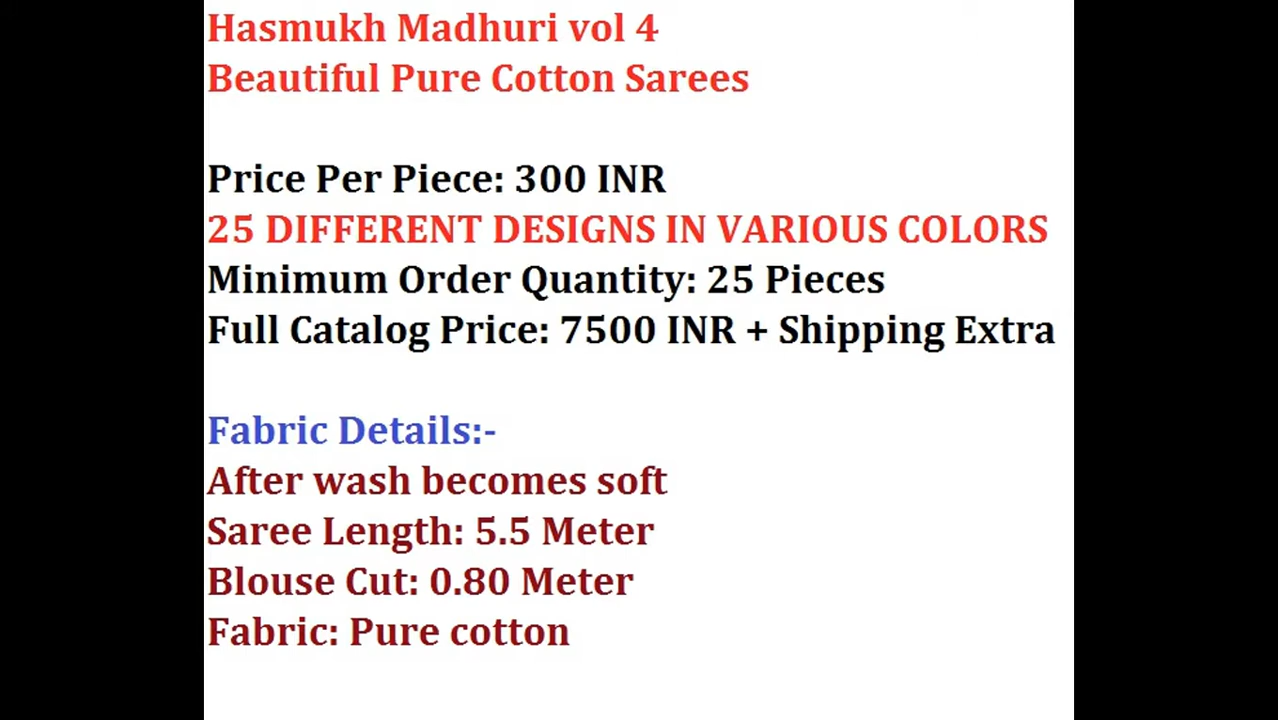 Hasmukh Madhuri vol 4
Beautiful Pure Cotton Sarees
Price Per Piece: 300 INR
25 DIFFERENT DESIGNS IN VARIOUS COLORS
Minimum Order Quantity: 25 Pieces
Full Catalog Price: 7500 INR + Shipping Extra
Fabric Details:-
After wash becomes soft
Saree Length: 5.5 Meter
Blouse Cut: 0.80 Meter
Fabric: Pure cotton